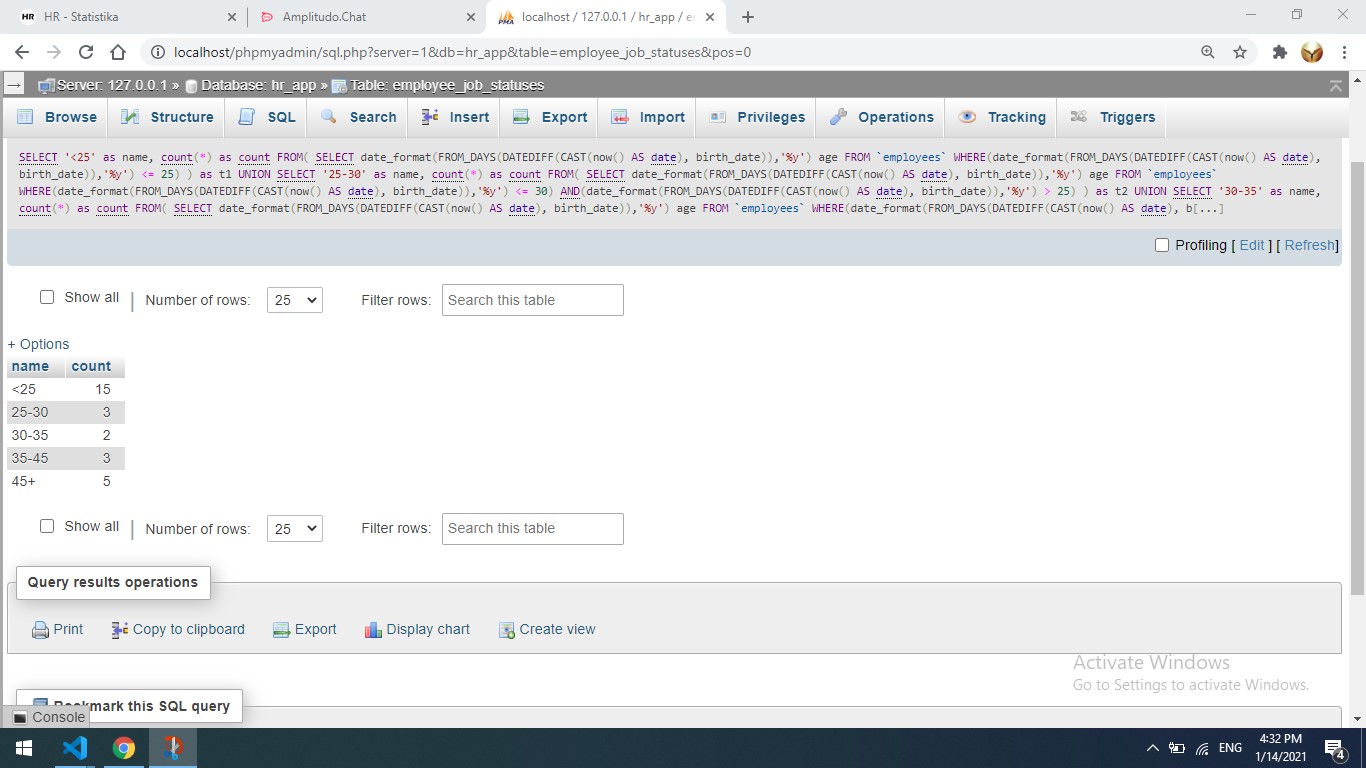 HR HR - Statistika
Amplitudo.Chat
localhost / 127.0.0.1 / hr_app / er
localhost/phpmyadmin/sql.php?server=1&db=hr_app&table=employee_job_statuses&pos=0
Server: 127.0.0.1 » Database: hr_app » Table: employee_job_statuses
Browse Structure SQL Search Insert Export Import Privileges Operations Tracking Triggers
SELECT '<25' as name, count(*) as count FROM( SELECT date_format(FROM_DAYS(DATEDIFF(CAST(now() AS date), birth_date)),'%y') age FROM `employees` WHERE(date_format(FROM_DAYS(DATEDIFF(CAST(now() AS date),
birth_date)),'%y') <= 25) ) as t1 UNION SELECT '25-30' as name, count(*) as count FROM( SELECT date_format(FROM_DAYS(DATEDIFF(CAST(now() AS date), birth_date)),'%y') age FROM `employees`
WHERE(date_format(FROM_DAYS(DATEDIFF(CAST(now() AS date), birth_date)),'%y') <= 30) AND(date_format(FROM_DAYS(DATEDIFF(CAST(now() AS date), birth_date)),'%y') > 25) ) as t2 UNION SELECT '30-35' as name,
count(*) as count FROM( SELECT date_format(FROM_DAYS(DATEDIFF(CAST(now() AS date), birth_date)),'%y') age FROM `employees` WHERE(date_format(FROM_DAYS(DATEDIFF(CAST(now() AS date), b[...]
Profiling [ Edit ] [ Refresh]
Show all | Number of rows: 25 Filter rows: Search this table
+ Options
name count
<25 15
25-30 3
30-35 2
35-45 3
45+ 5
Show all | Number of rows: 25 Filter rows: Search this table
Query results operations
Print Copy to clipboard Export Display chart Create view
Activate Windows
Go to Settings to activate Windows.
Bookmark this SQL query
Console
ENG
4:32 PM
1/14/2021
4